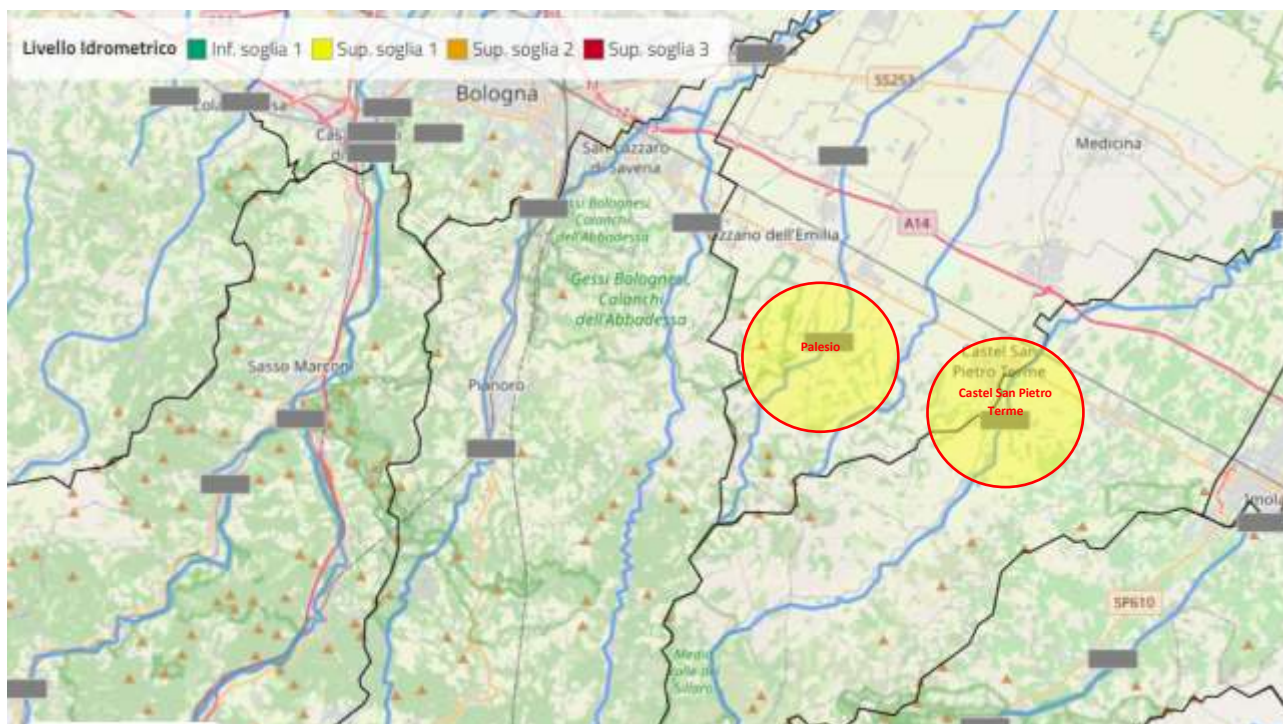 Livello Idrometrico Inf. soglia 1 Sup. soglia 1 Sup. soglia 2 Sup. soglia 3
Bologna
SS253
Medicina
San Lazzaro
di Savena
Gessi Bolognesi,
Calanchi
dell'Abbadessa
A14
zzano dell'Emilia
Gessi Bolognesi,
Calanchi
dell'Abbadessa
Palesio
Castel San
Pietro Terme
Sasso Marconi
Pianoro
Castel San Pietro
Terme
Imola
SP610